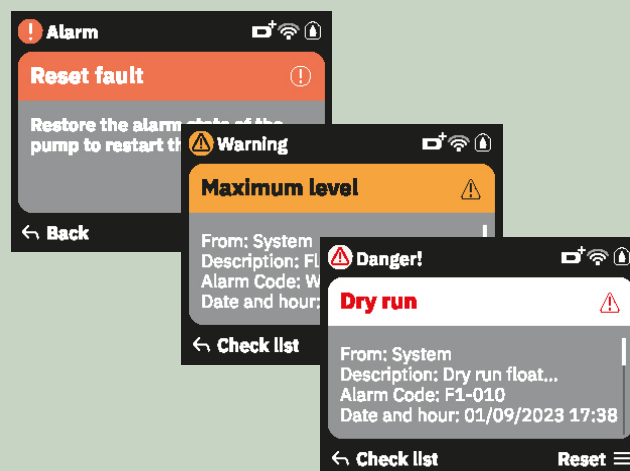 Alarm
Reset fault
Restore the alarm state of the
pump to restart th
Back
Warning
Maximum level
From: System
Description: Fl
Alarm Code: W
Date and hour:
Check list
Danger!
Dry run
From: System
Description: Dry run float...
Alarm Code: F1-010
Date and hour: 01/09/2023 17:38
Check list
Reset